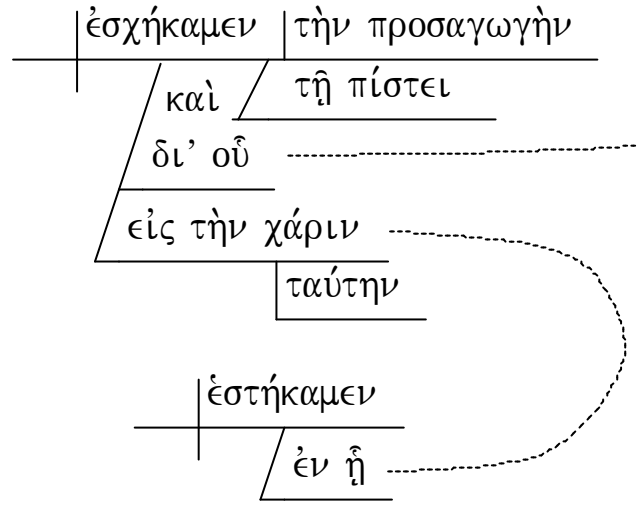 ἐσχήκαμεν τὴν προσαγωγὴν
καὶ τῇ πίστει
δι’ οὗ
εἰς τὴν χάριν
ταύτην
ἑστήκαμεν
ἐν ᾗ